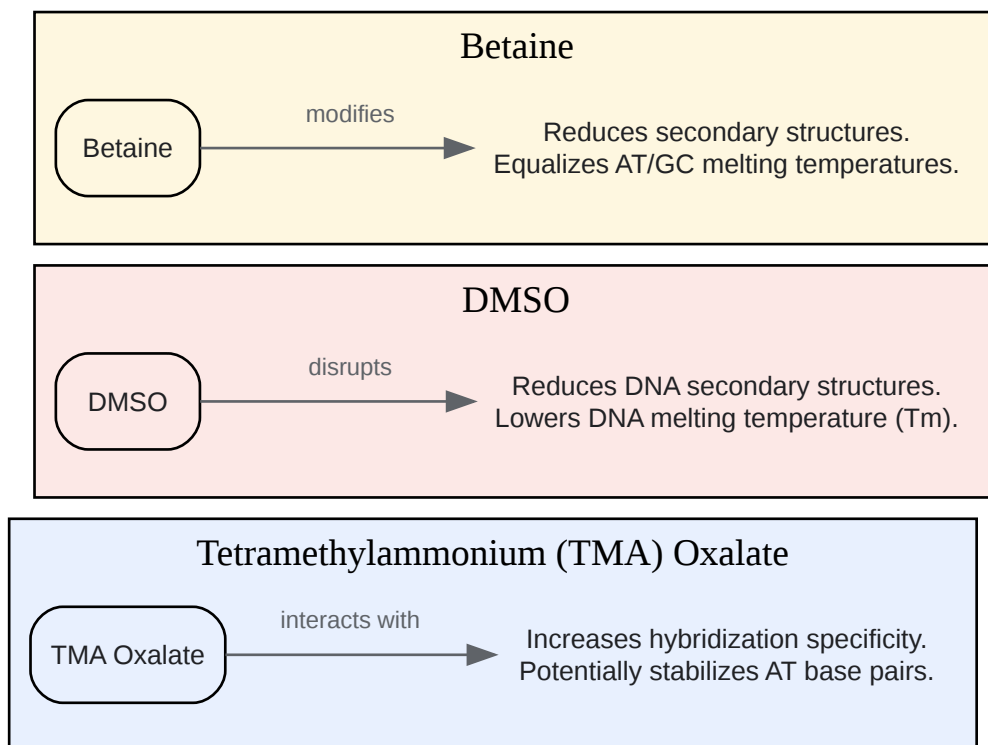 Betaine
Betaine
modifies
Reduces secondary structures.
Equalizes AT/GC melting temperatures.
DMSO
DMSO
disrupts
Reduces DNA secondary structures.
Lowers DNA melting temperature (Tm).
Tetramethylammonium (TMA) Oxalate
TMA Oxalate
interacts with
Increases hybridization specificity.
Potentially stabilizes AT base pairs.